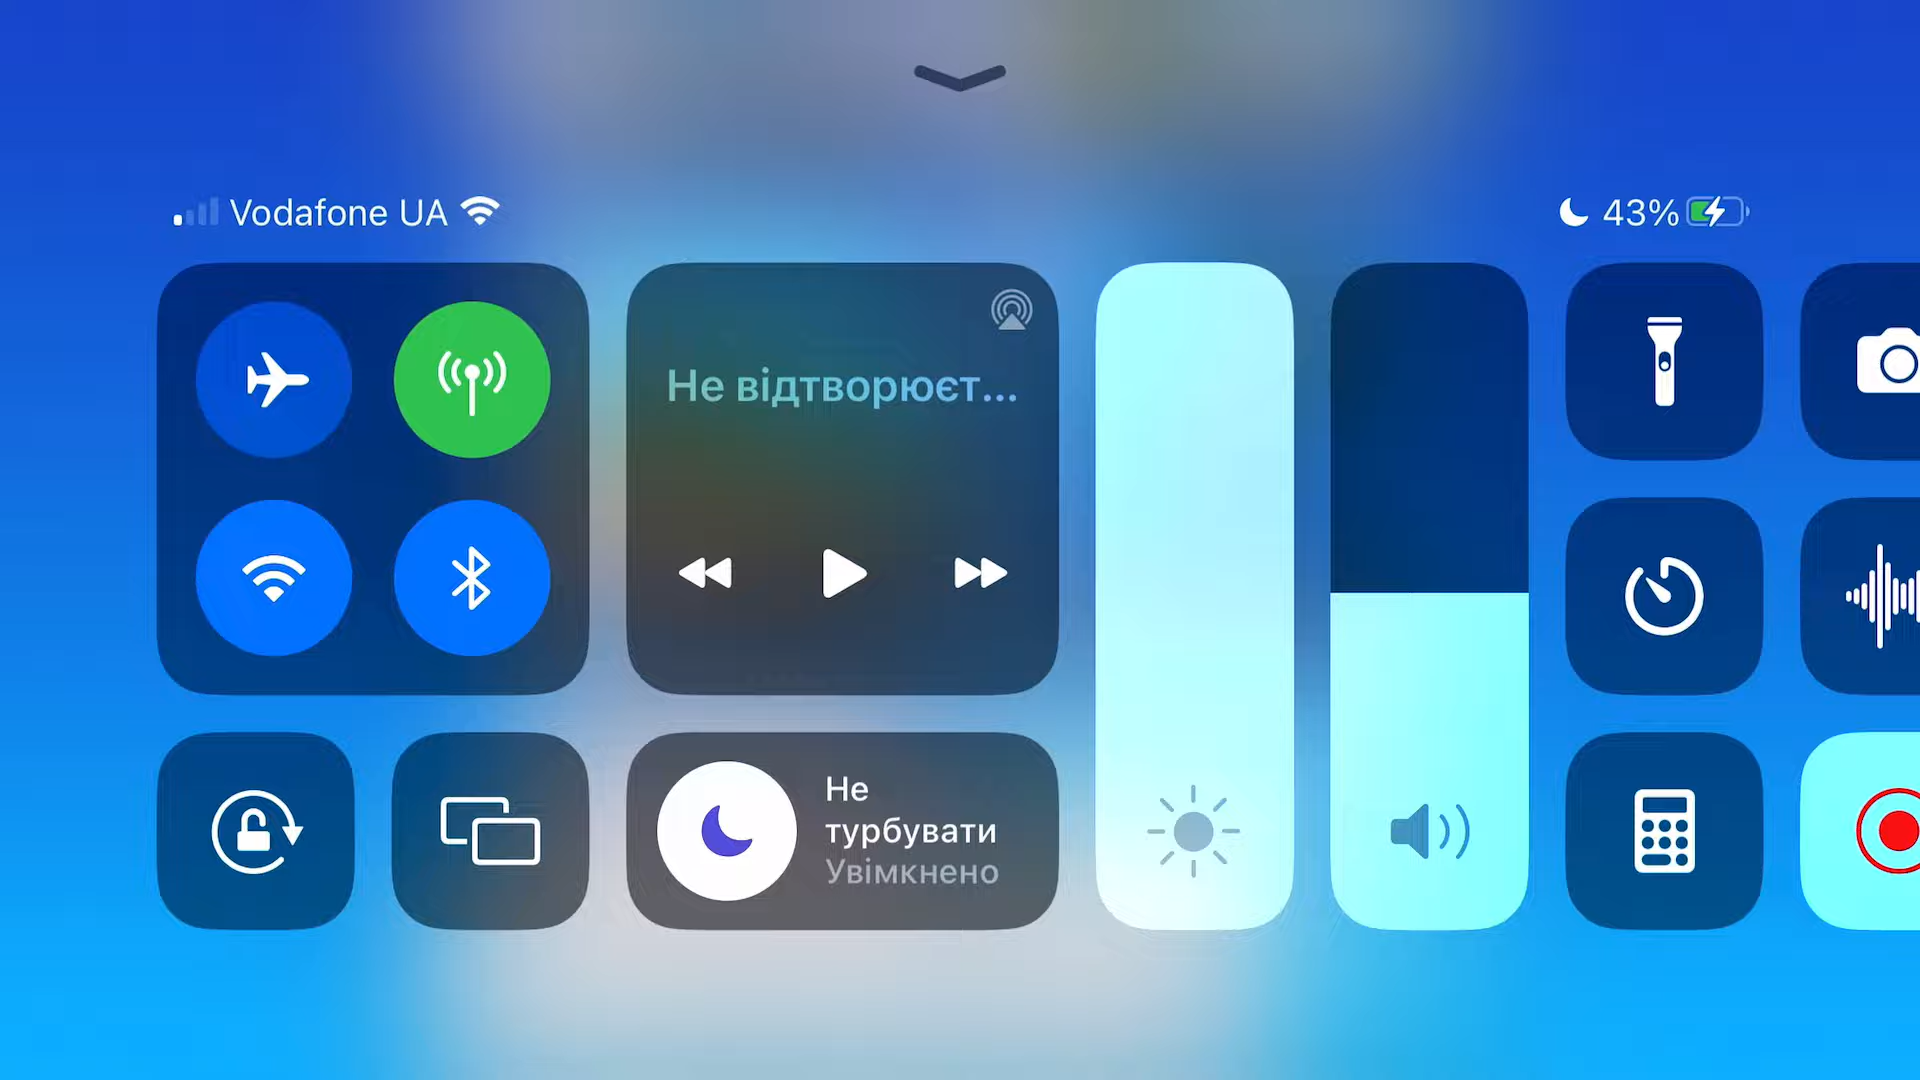 Vodafone UA
43%
Не відтворюєт...
Не
турбувати
Увімкнено